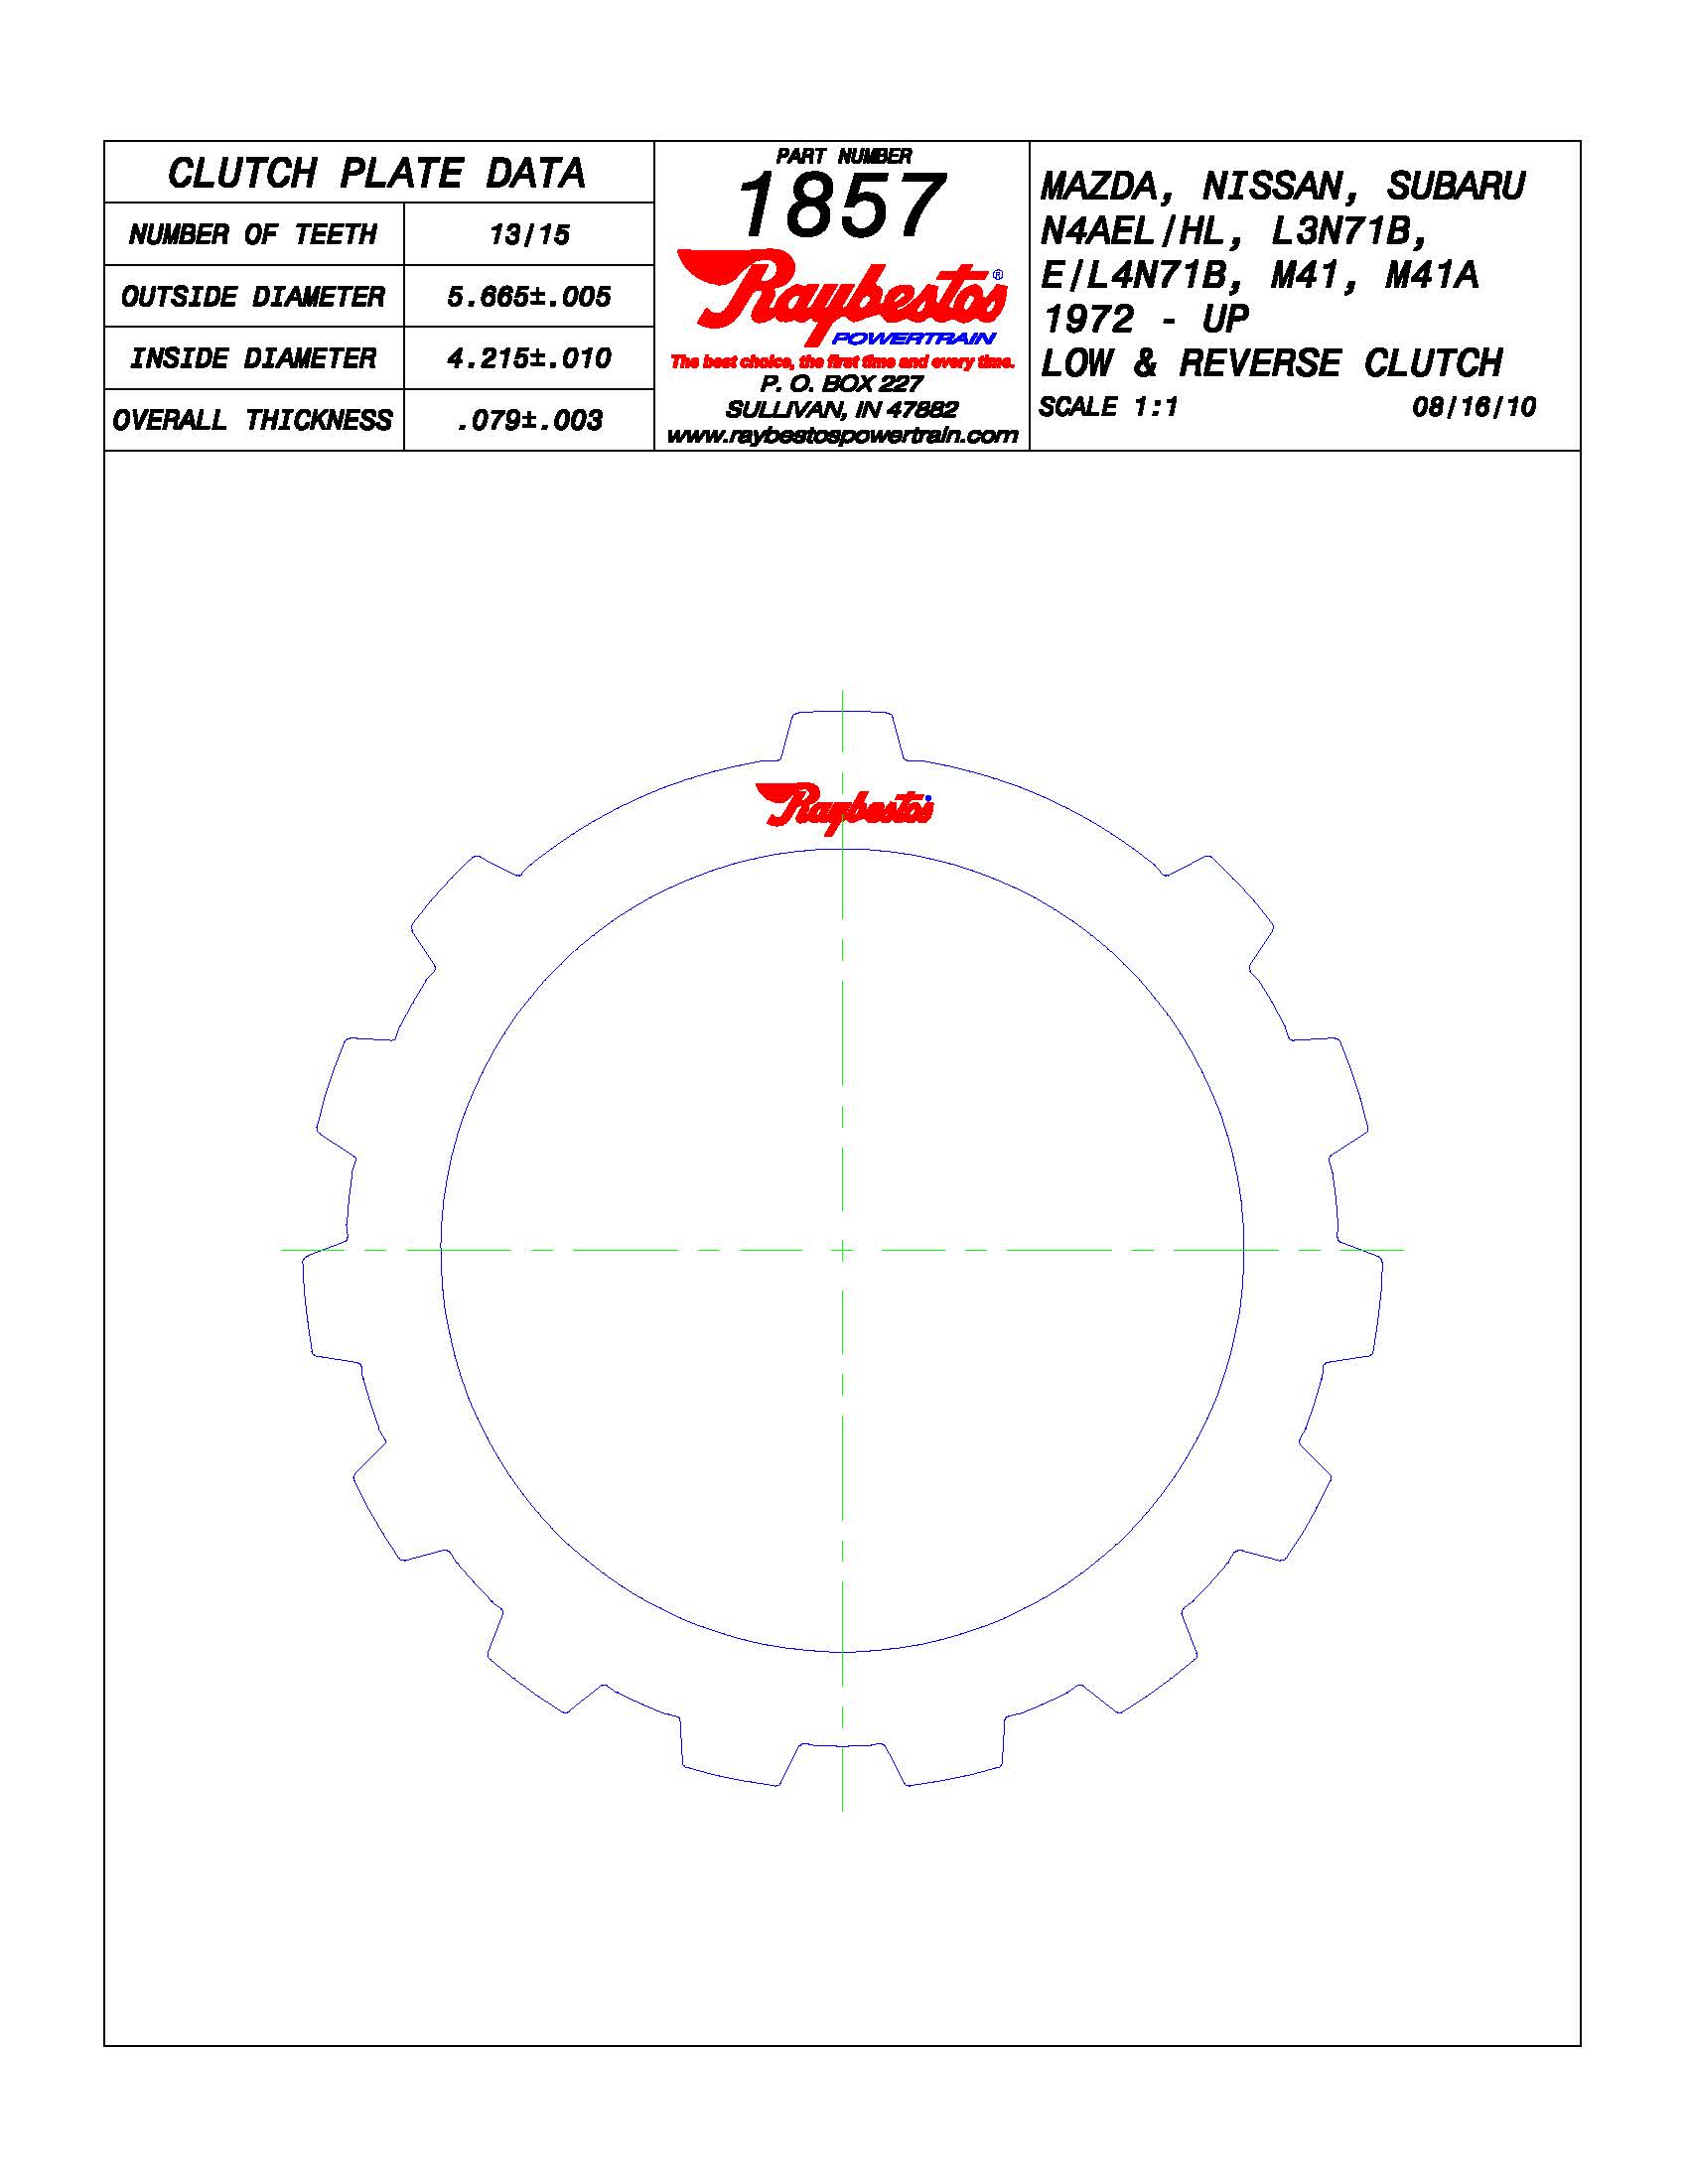 CLUTCH PLATE DATA
NUMBER OF TEETH 13/15
OUTSIDE DIAMETER 5.665±.005
INSIDE DIAMETER 4.215±.010
OVERALL THICKNESS .079±.003
PART NUMBER
1857
Raybestos®
POWERTRAIN
The best choice, the first time and every time.
P. O. BOX 227
SULLIVAN, IN 47882
www.raybestospowertrain.com
MAZDA, NISSAN, SUBARU
N4AEL/HL, L3N71B,
E/L4N71B, M41, M41A
1972 - UP
LOW & REVERSE CLUTCH
SCALE 1:1 08/16/10
Raybestos